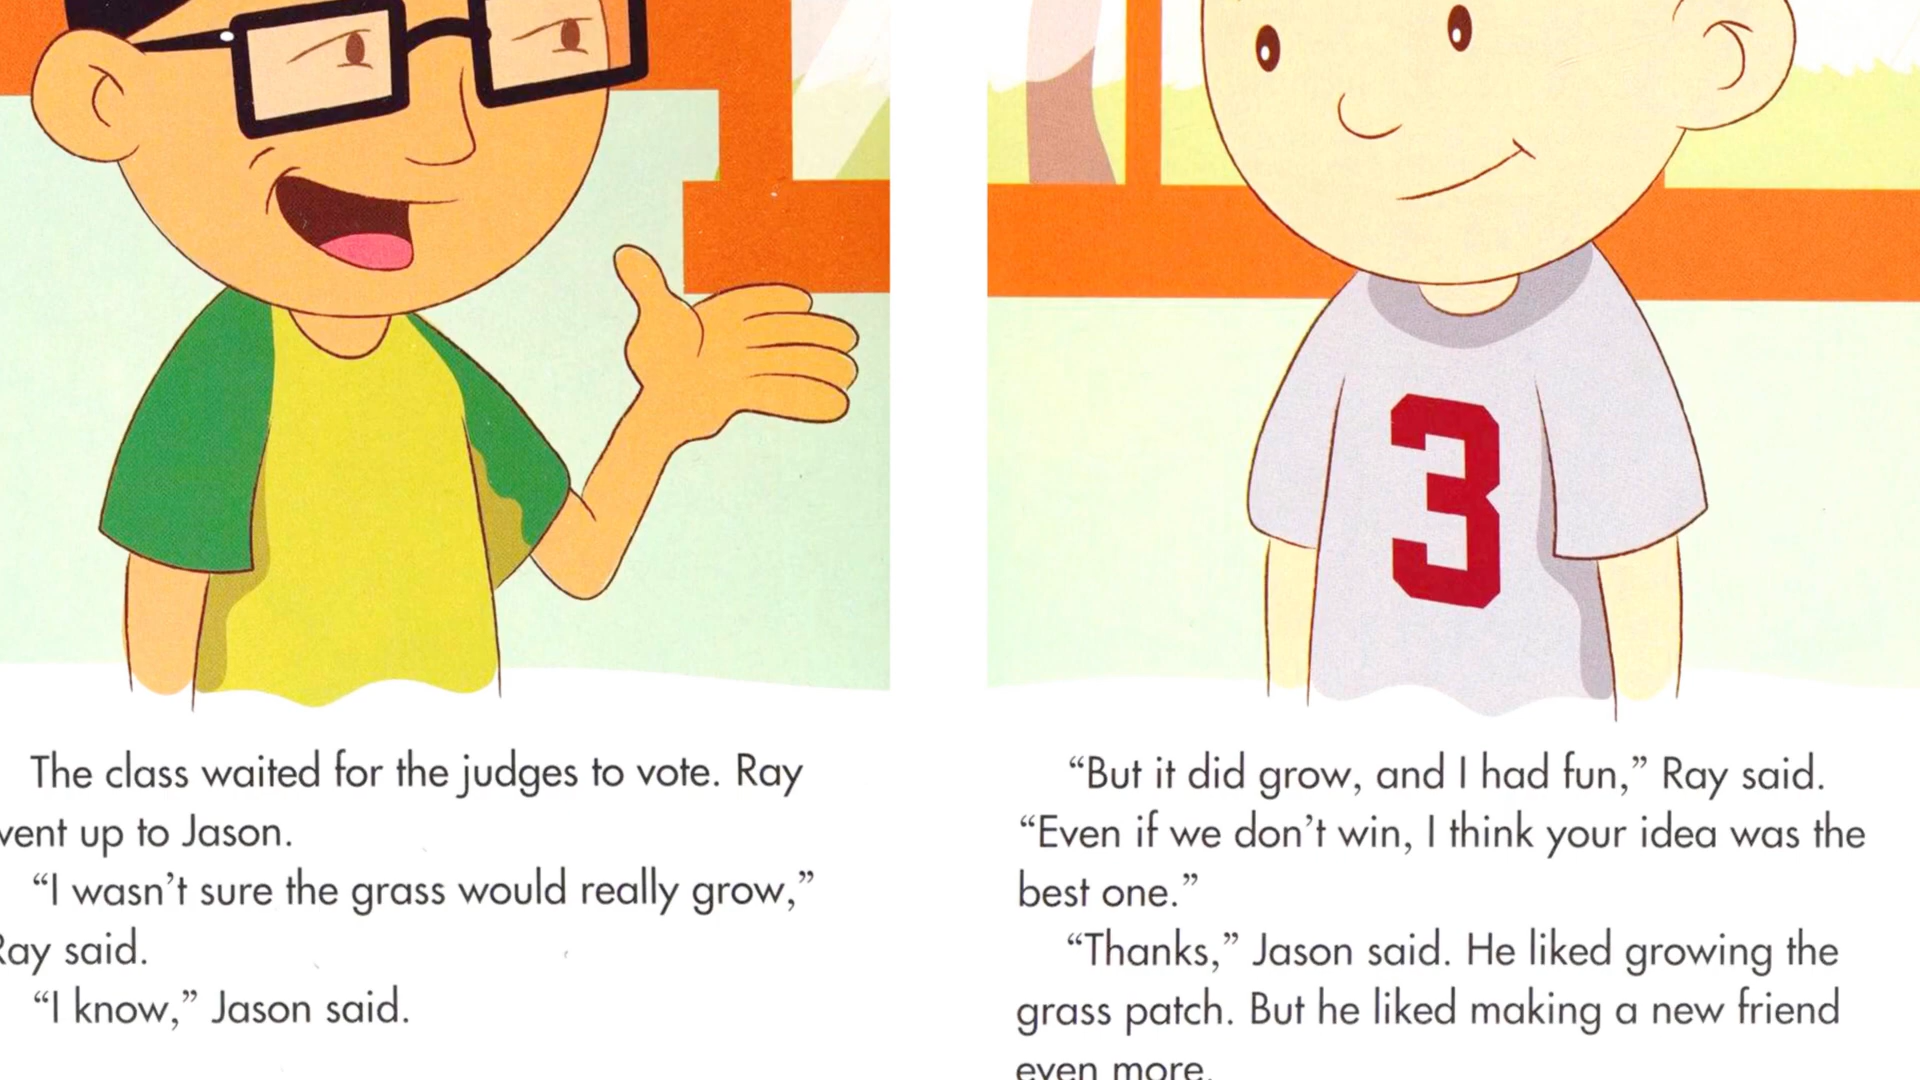 The class waited for the judges to vote. Ray
went up to Jason.
“I wasn’t sure the grass would really grow,”
Ray said.
“I know,” Jason said.
3
“But it did grow, and I had fun,” Ray said.
“Even if we don’t win, I think your idea was the
best one.”
“Thanks,” Jason said. He liked growing the
grass patch. But he liked making a new friend
even more.